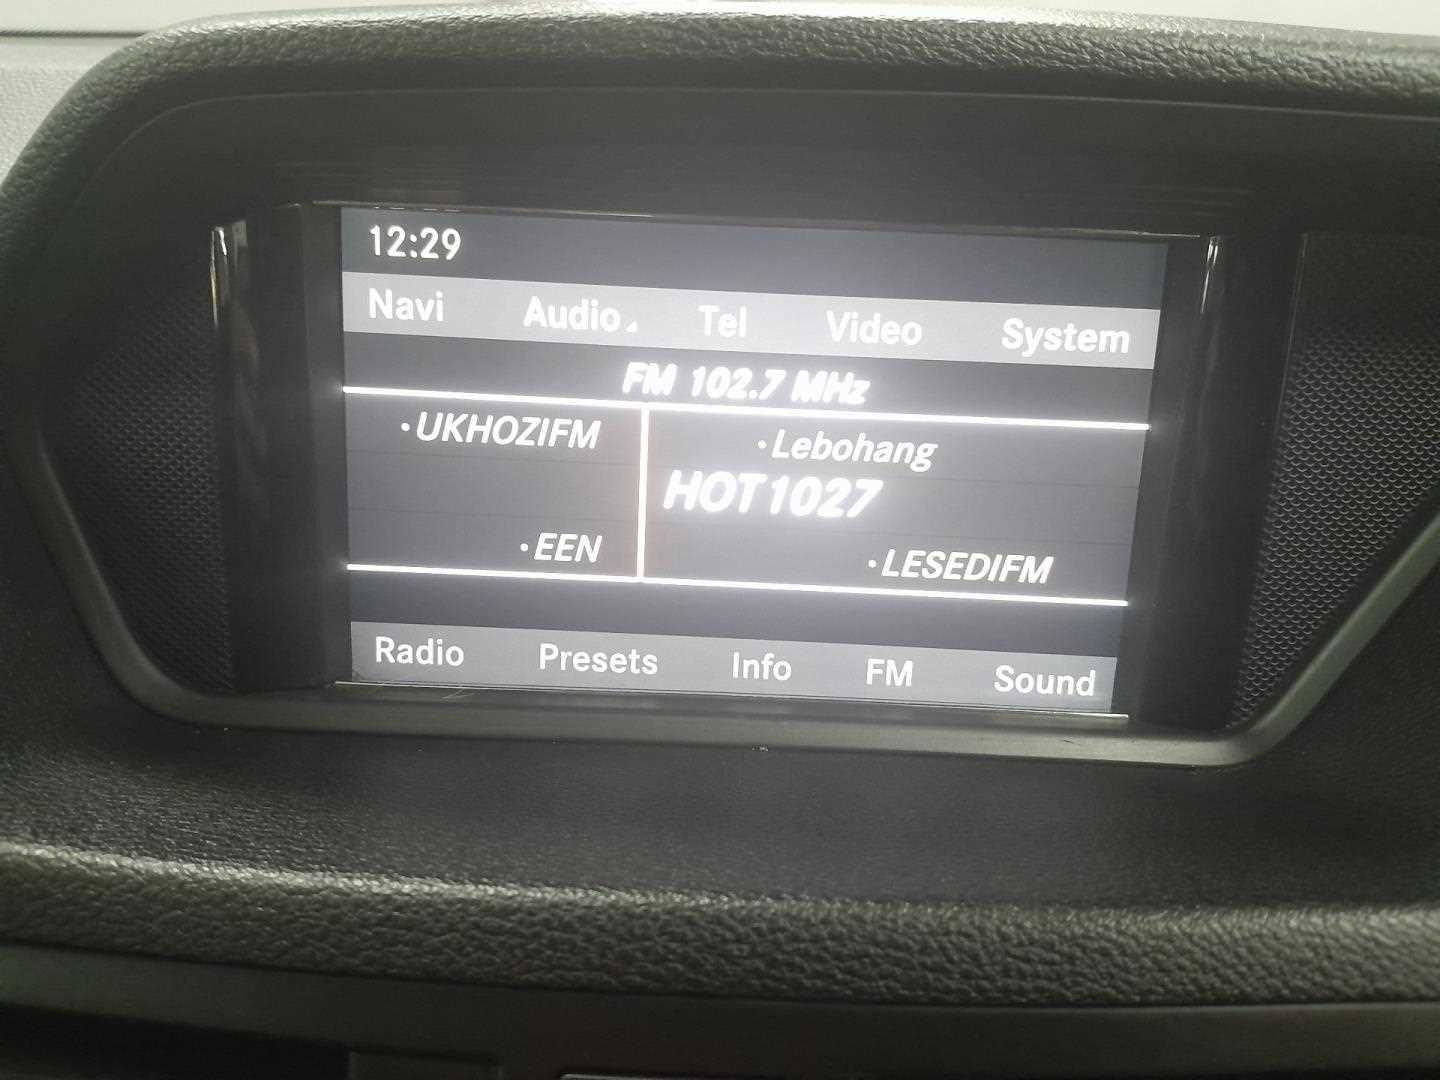 12:29
Navi Audio Tel Video System
FM 102.7 MHz
·UKHOZIFM ·Lebohang
HOT1027
·EEN ·LESEDIFM
Radio Presets Info FM Sound